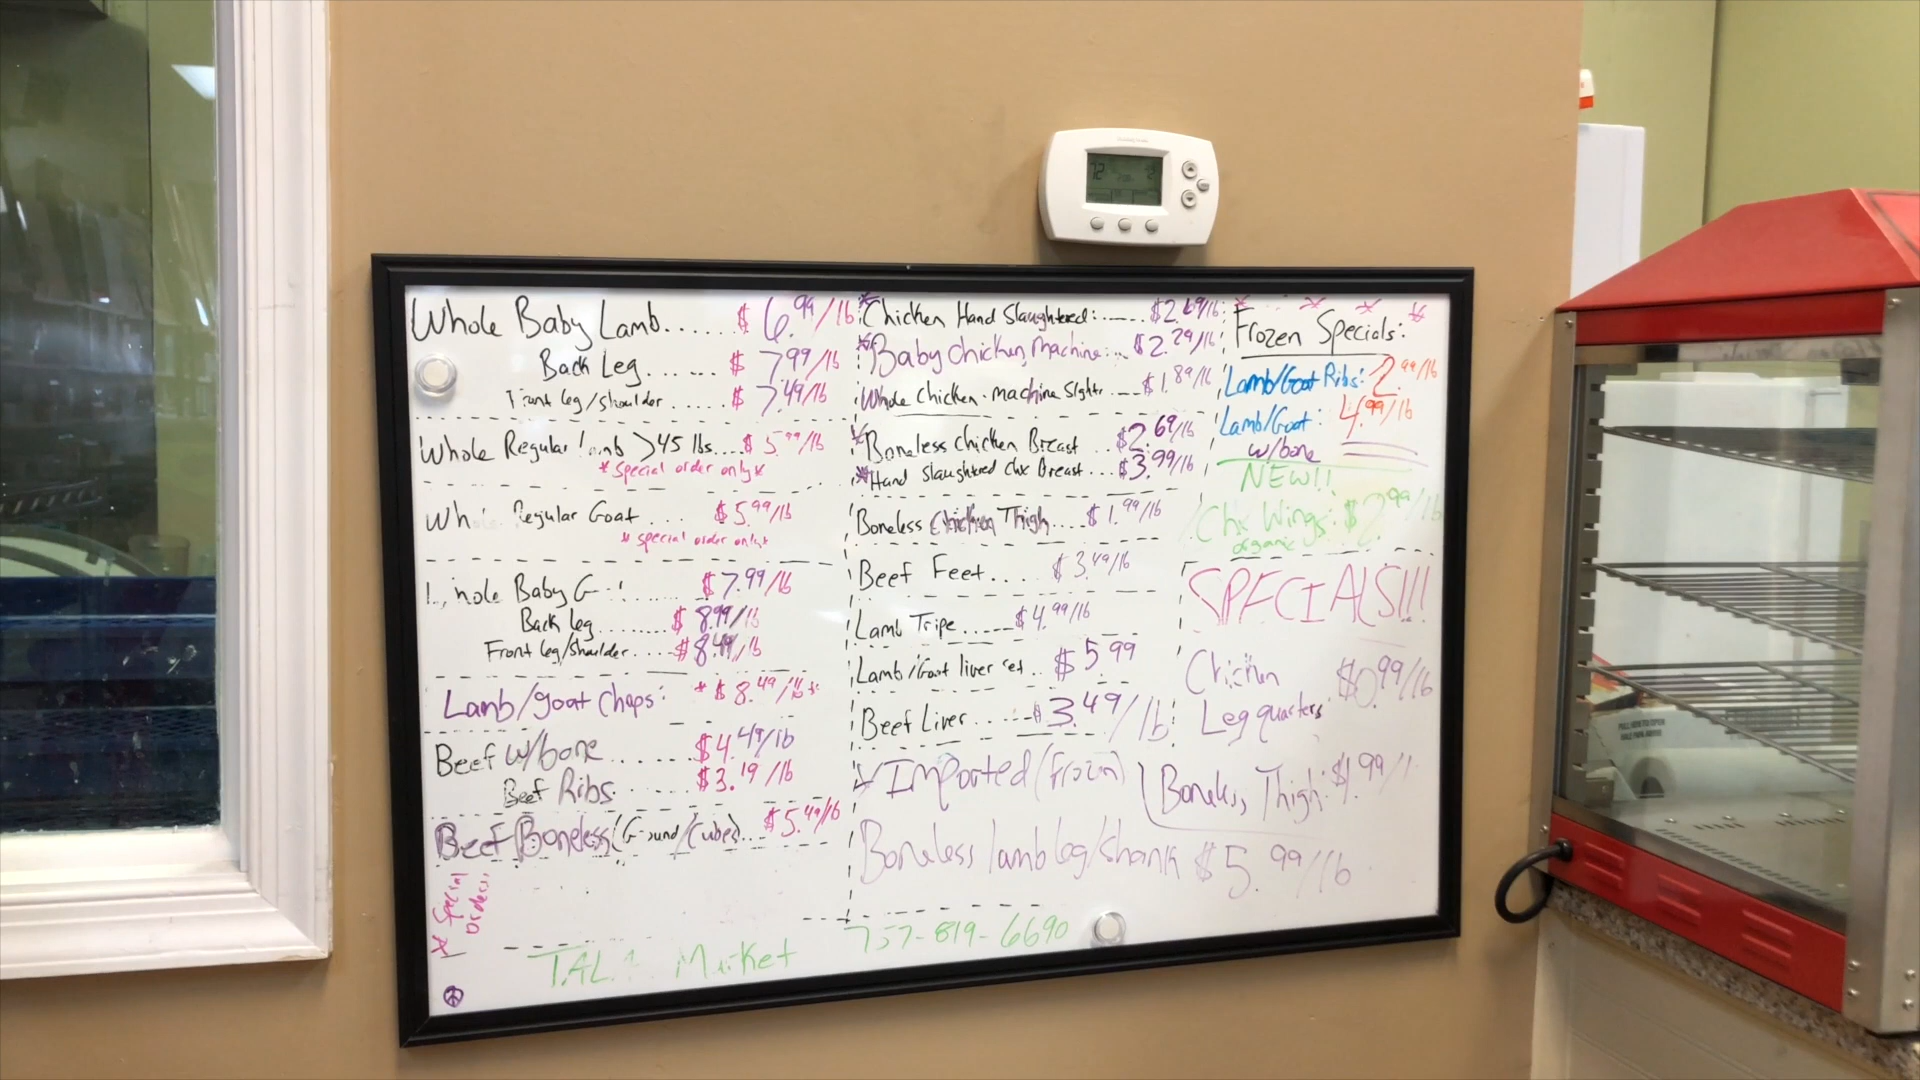 Whole Baby Lamb...... $6.99/lb
Back Leg...... $7.99/lb
Front leg/shoulder..... $7.49/lb
Whole Regular Lamb >45 lbs....$5.99/lb
*special order only*
Regular Goat... $5.99/lb
* special order only*
Whole Baby G...... $7.99/lb
Back leg........ $8.99/lb
Front leg/shoulder.....$8.49/lb
Lamb/goat Chops: *$8.49/lb*
Beef w/bone...... $4.49/lb
Beef Ribs...... $3.19/lb
Beef Boneless (Ground/Cubes)...$5.49/lb
* Special Orders
TALA Market
*Chicken Hand Slaughtered:...... $2.69/lb
*Baby chicken, machine:... $2.29/lb
Whole Chicken - machine Slghtr....$1.89/lb
*Boneless Chicken Breast $2.69/lb
*Hand Slaughtered Chx Breast...$3.99/lb
Boneless Chicken Thigh....$1.99/lb
Beef Feet.... $3.49/lb
Lamb Tripe......$4.99/lb
Lamb/Goat liver set.. $5.99
Beef Liver......$3.49/lb
* Imported (frozen)
Boneless lamb leg/shank $5.99/lb
757-819-6690
* * * *
Frozen Specials:
Lamb/Goat Ribs: 2.99/lb
Lamb/Goat: 4.99/lb
w/bone
NEW!!
Chx Wings: $2.99/lb
organic
SPECIALS!!!
Chicken
Leg quarters $0.99/lb
Boneless, Thigh: $1.99/l
72